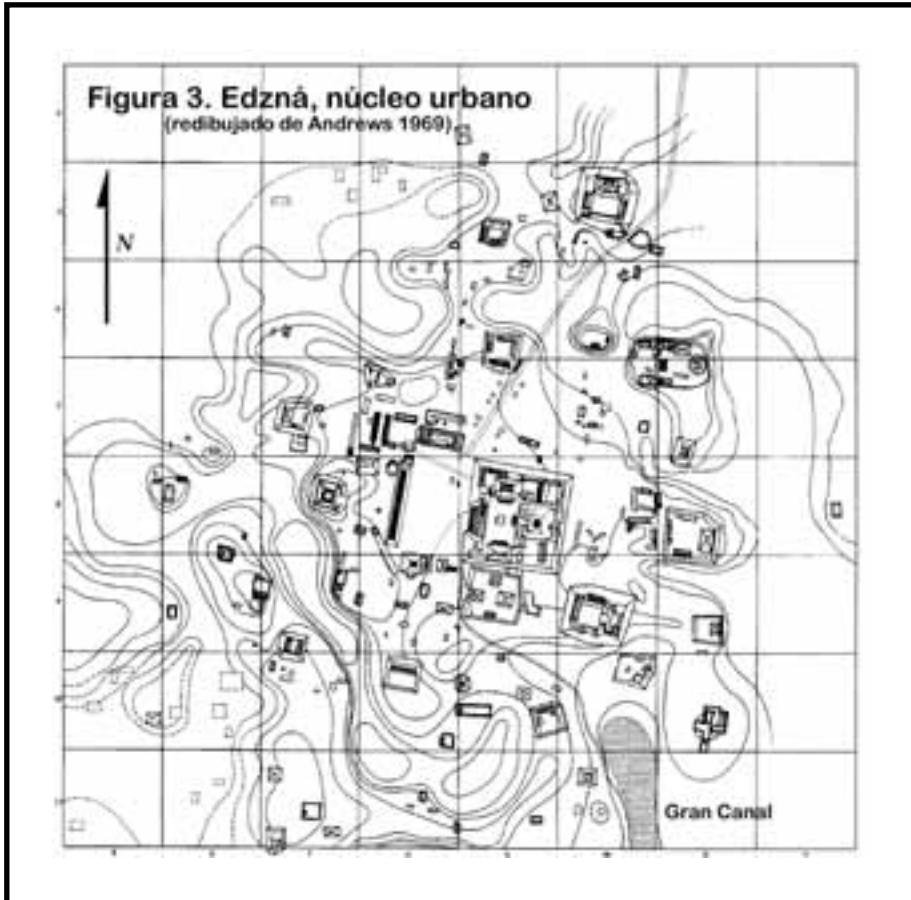 Figura 3. Edzná, núcleo urbano
(redibujado de Andrews 1969)
N
Gran Canal